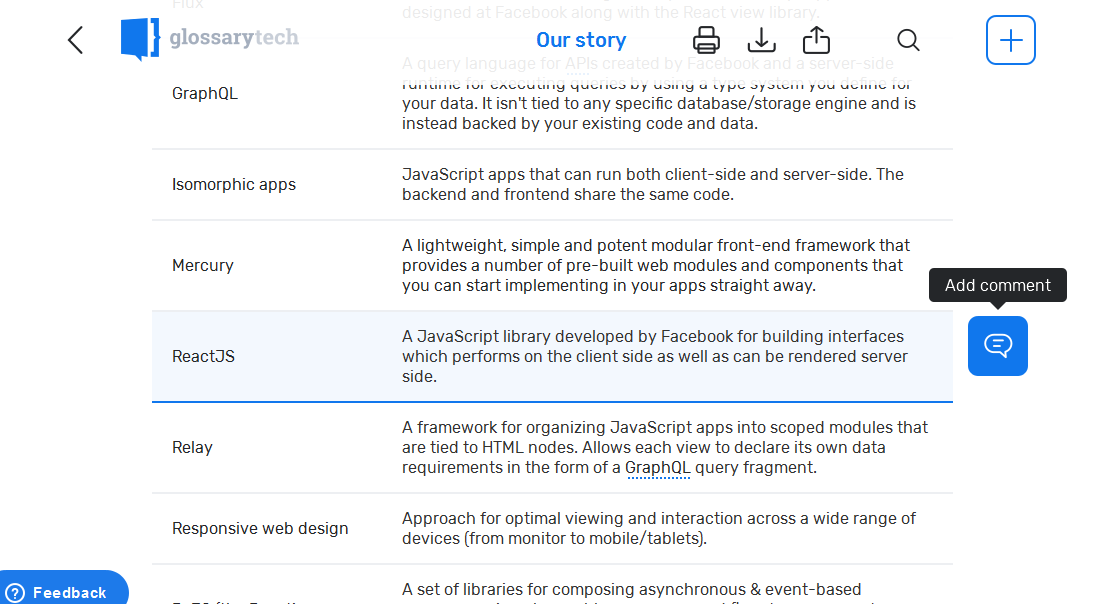 Flux
designed at Facebook along with the React view library.
glossarytech
Our story
GraphQL
A query language for APIs created by Facebook and a server-side
runtime for executing queries by using a type system you define for
your data. It isn't tied to any specific database/storage engine and is
instead backed by your existing code and data.
Isomorphic apps
JavaScript apps that can run both client-side and server-side. The
backend and frontend share the same code.
Mercury
A lightweight, simple and potent modular front-end framework that
provides a number of pre-built web modules and components that
you can start implementing in your apps straight away.
Add comment
ReactJS
A JavaScript library developed by Facebook for building interfaces
which performs on the client side as well as can be rendered server
side.
Relay
A framework for organizing JavaScript apps into scoped modules that
are tied to HTML nodes. Allows each view to declare its own data
requirements in the form of a GraphQL query fragment.
Responsive web design
Approach for optimal viewing and interaction across a wide range of
devices (from monitor to mobile/tablets).
Feedback
A set of libraries for composing asynchronous & event-based